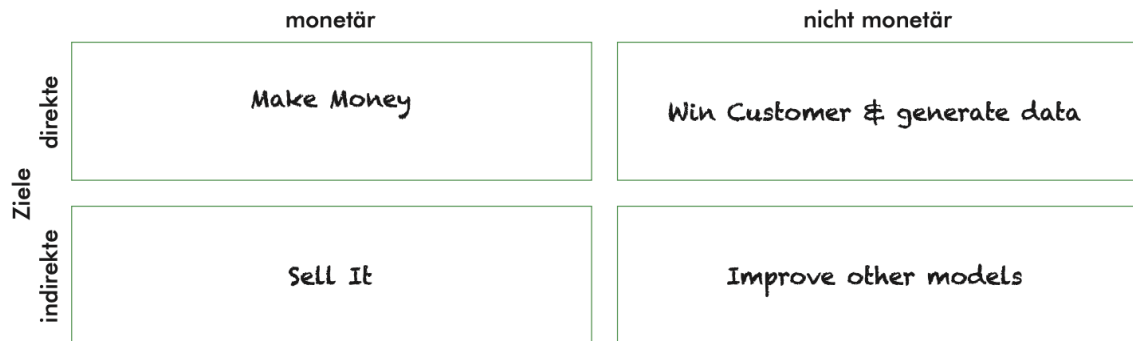 monetär
nicht monetär
Ziele
direkte
Make Money
Win Customer & generate data
indirekte
Sell It
Improve other models